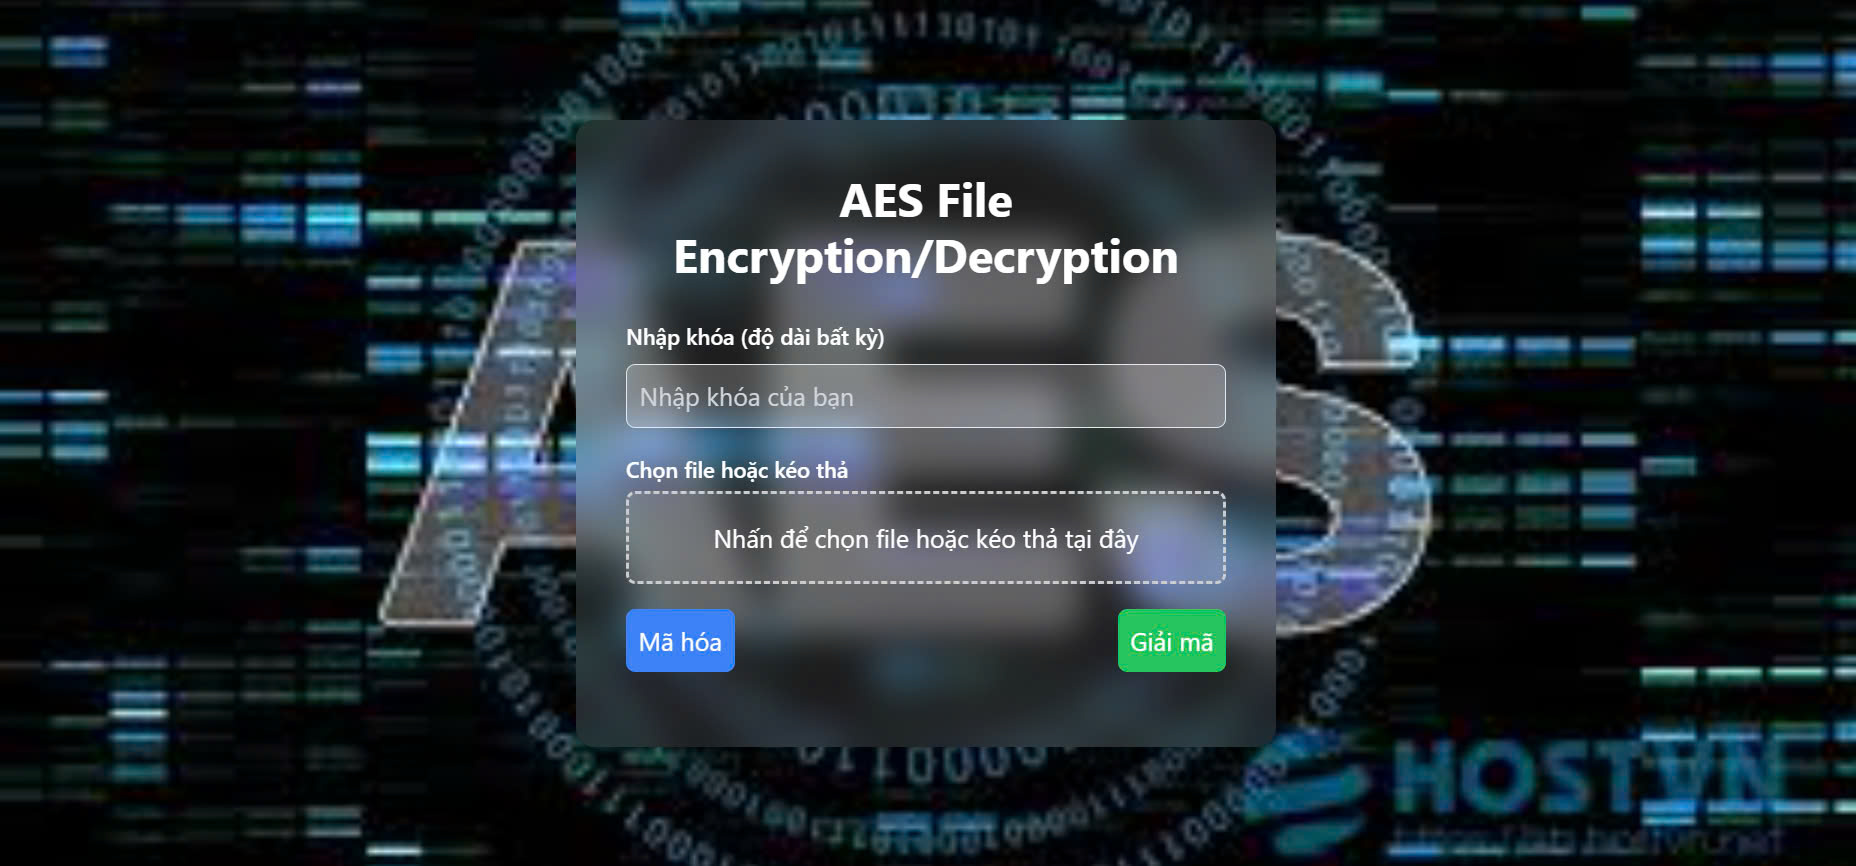 AES File
Encryption/Decryption
Nhập khóa (độ dài bất kỳ)
Nhập khóa của bạn
Chọn file hoặc kéo thả
Nhấn để chọn file hoặc kéo thả tại đây
Mã hóa
Giải mã
HOSTVN